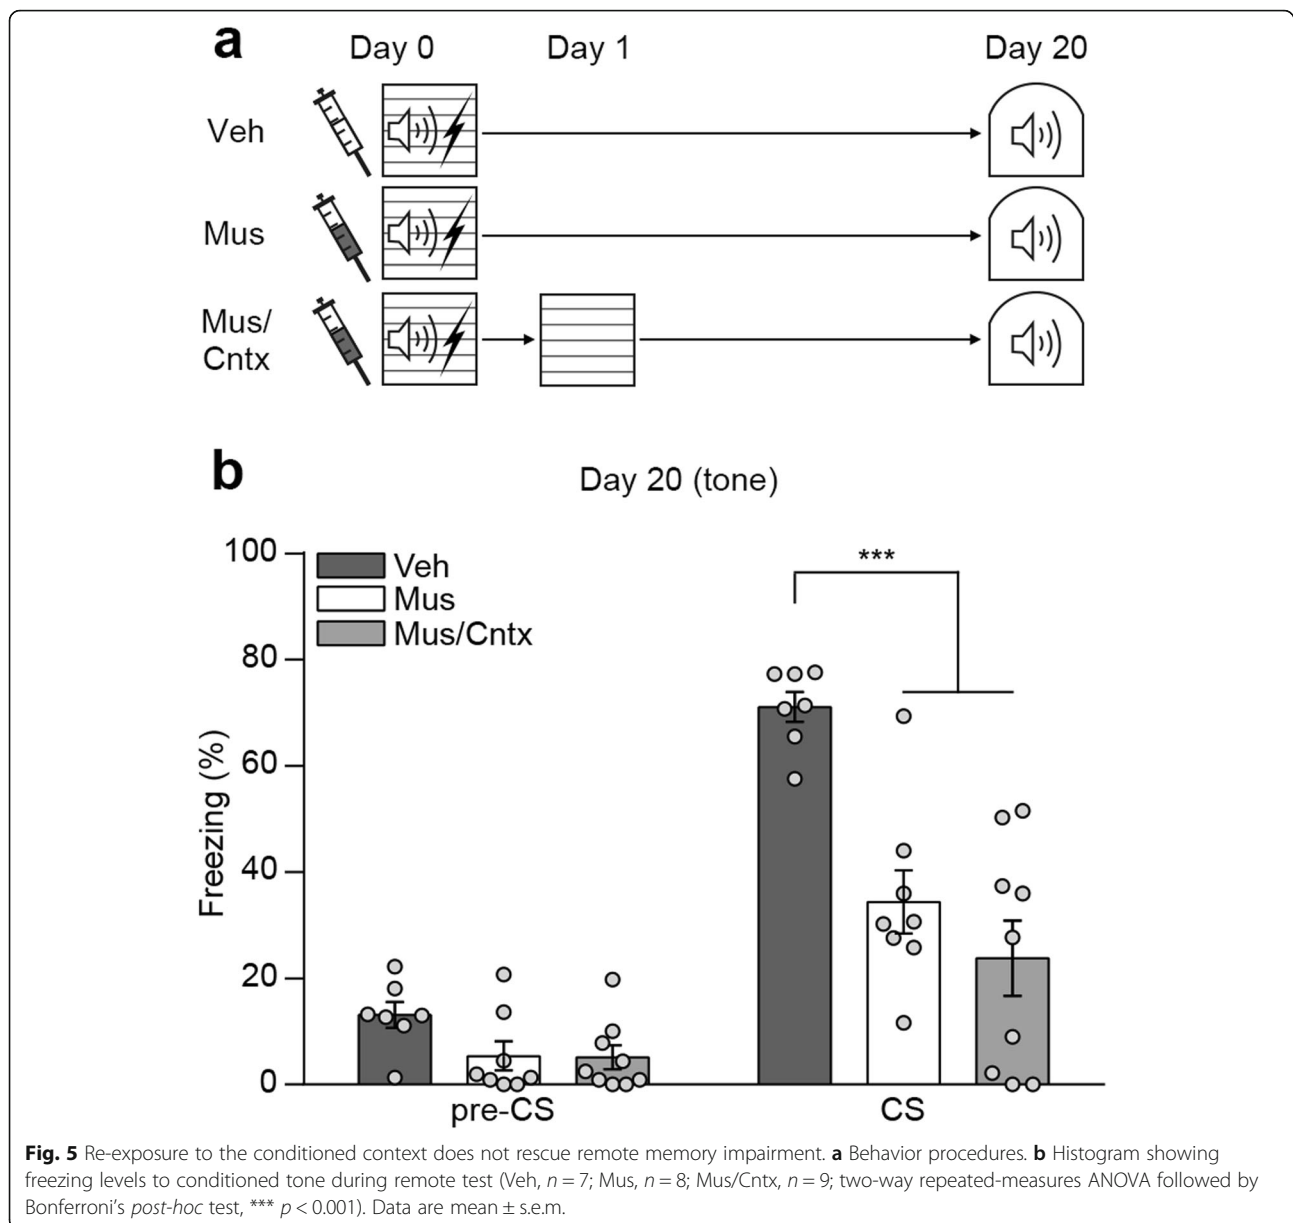 a
Day 0 Day 1 Day 20
Veh
Mus
Mus/
Cntx
b
Day 20 (tone)
100
80
60
40
20
0
Freezing (%)
Veh
Mus
Mus/Cntx
***
pre-CS CS
Fig. 5 Re-exposure to the conditioned context does not rescue remote memory impairment. a Behavior procedures. b Histogram showing
freezing levels to conditioned tone during remote test (Veh, n = 7; Mus, n = 8; Mus/Cntx, n = 9; two-way repeated-measures ANOVA followed by
Bonferroni's post-hoc test, *** p < 0.001). Data are mean ± s.e.m.